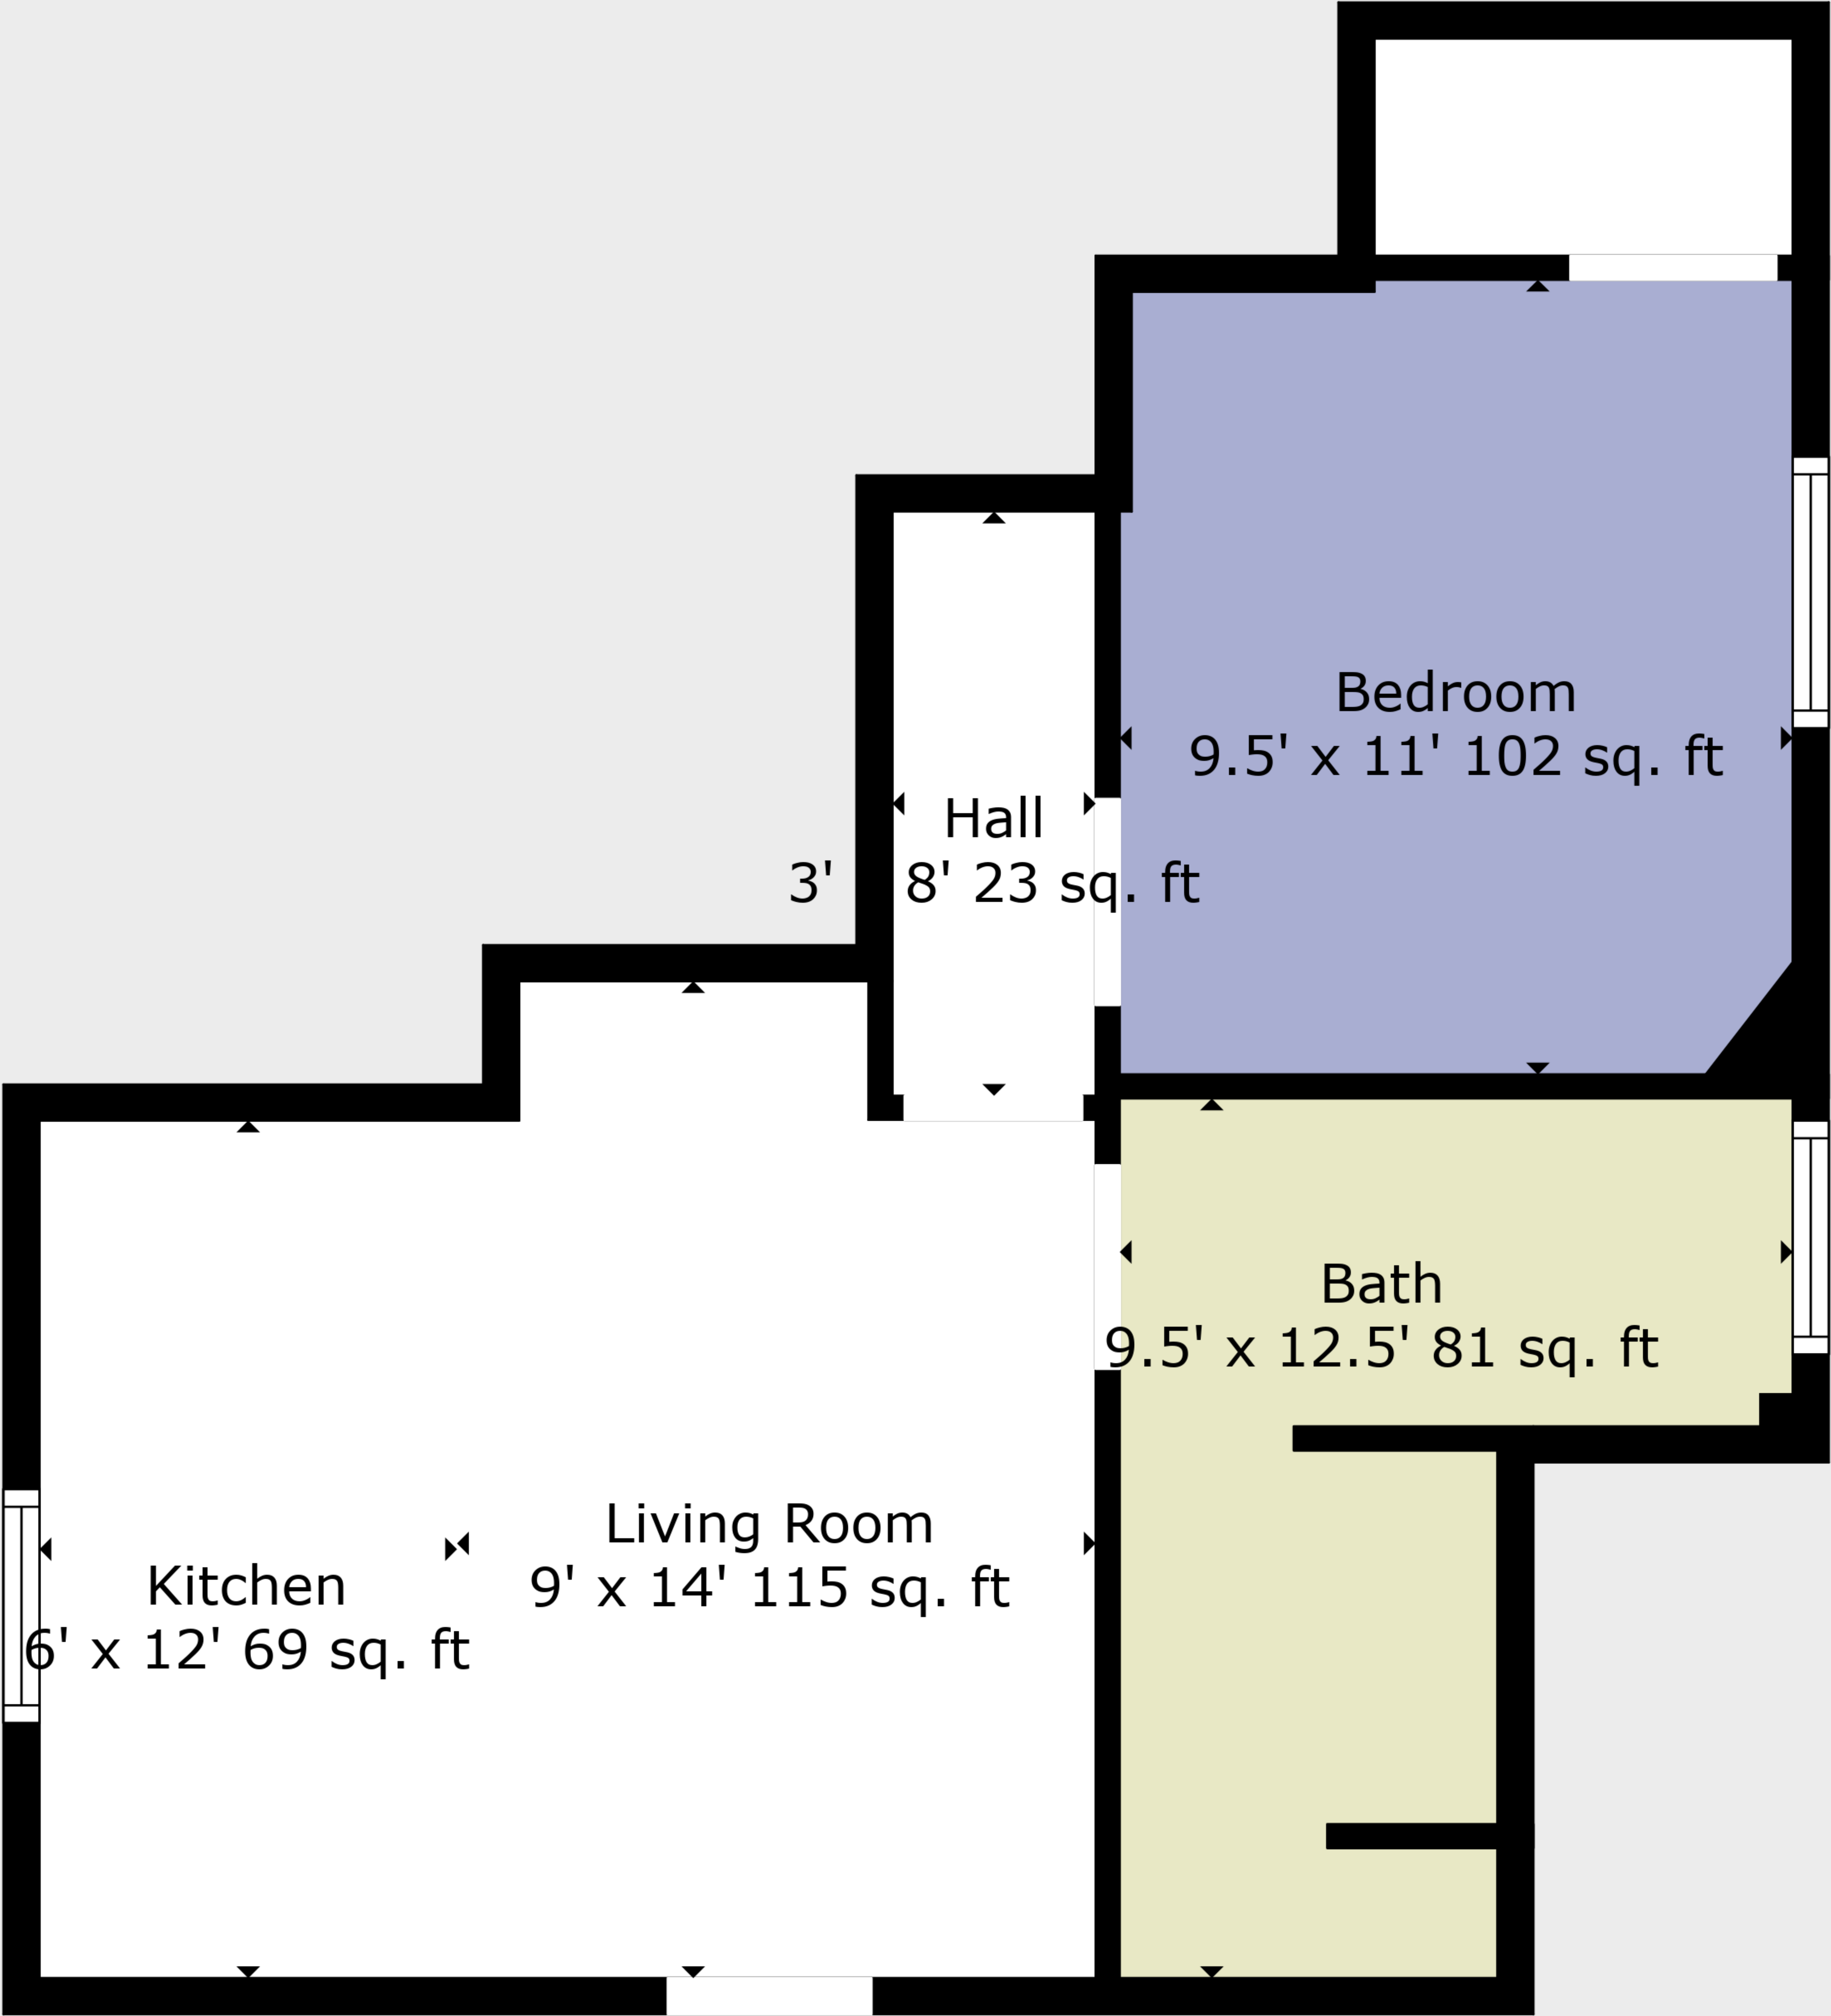 Bedroom
9.5' x 11' 102 sq. ft
Hall
3' 8' 23 sq. ft
Bath
9.5' x 12.5' 81 sq. ft
Living Room
9' x 14' 115 sq. ft
Kitchen
6' x 12' 69 sq. ft